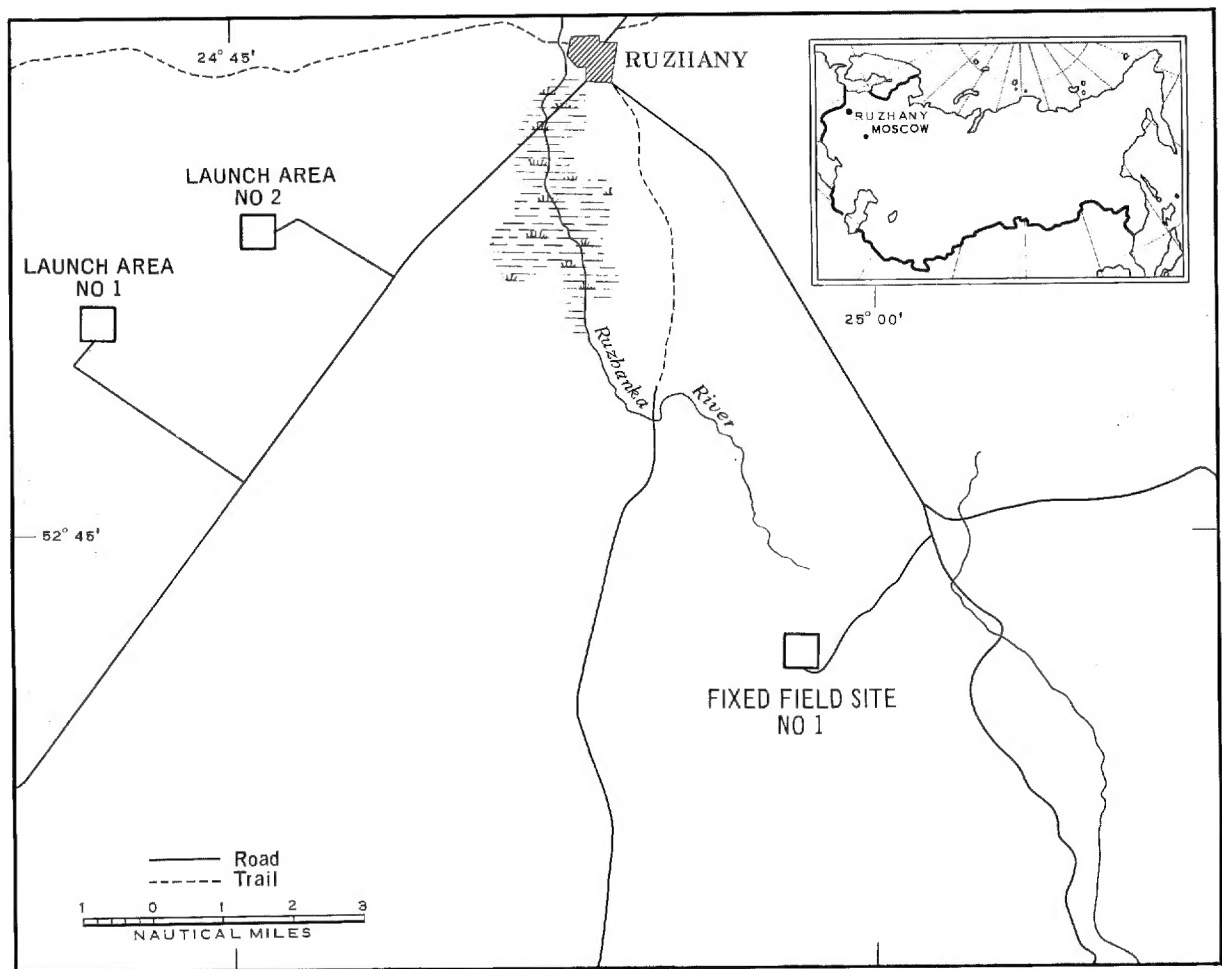 24° 45'
RUZHANY
RUZHANY
MOSCOW
LAUNCH AREA
NO 2
LAUNCH AREA
NO 1
25° 00'
Ruzhanka River
52° 45'
FIXED FIELD SITE
NO 1
Road
Trail
1 0 1 2 3
NAUTICAL MILES